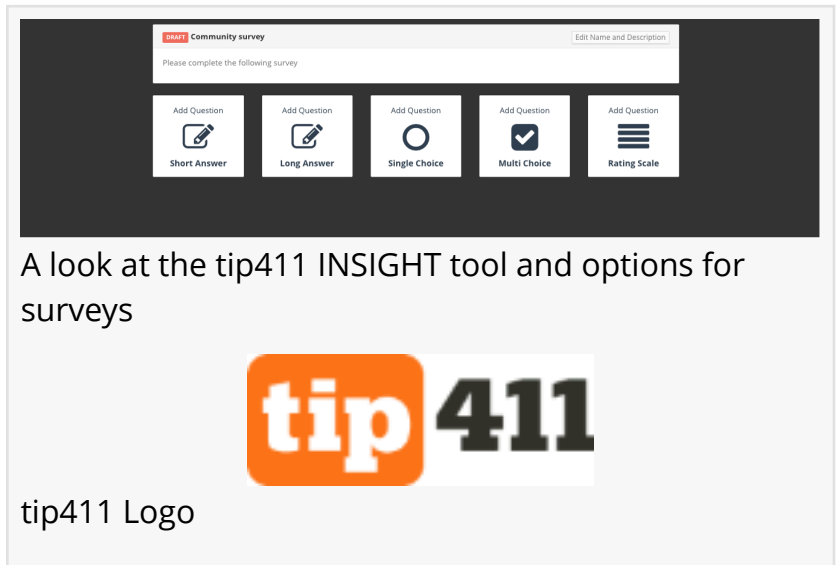 DRAFT Community survey
Edit Name and Description
Please complete the following survey
Add Question Add Question Add Question Add Question Add Question
Short Answer Long Answer Single Choice Multi Choice Rating Scale
A look at the tip411 INSIGHT tool and options for
surveys
tip411
tip411 Logo